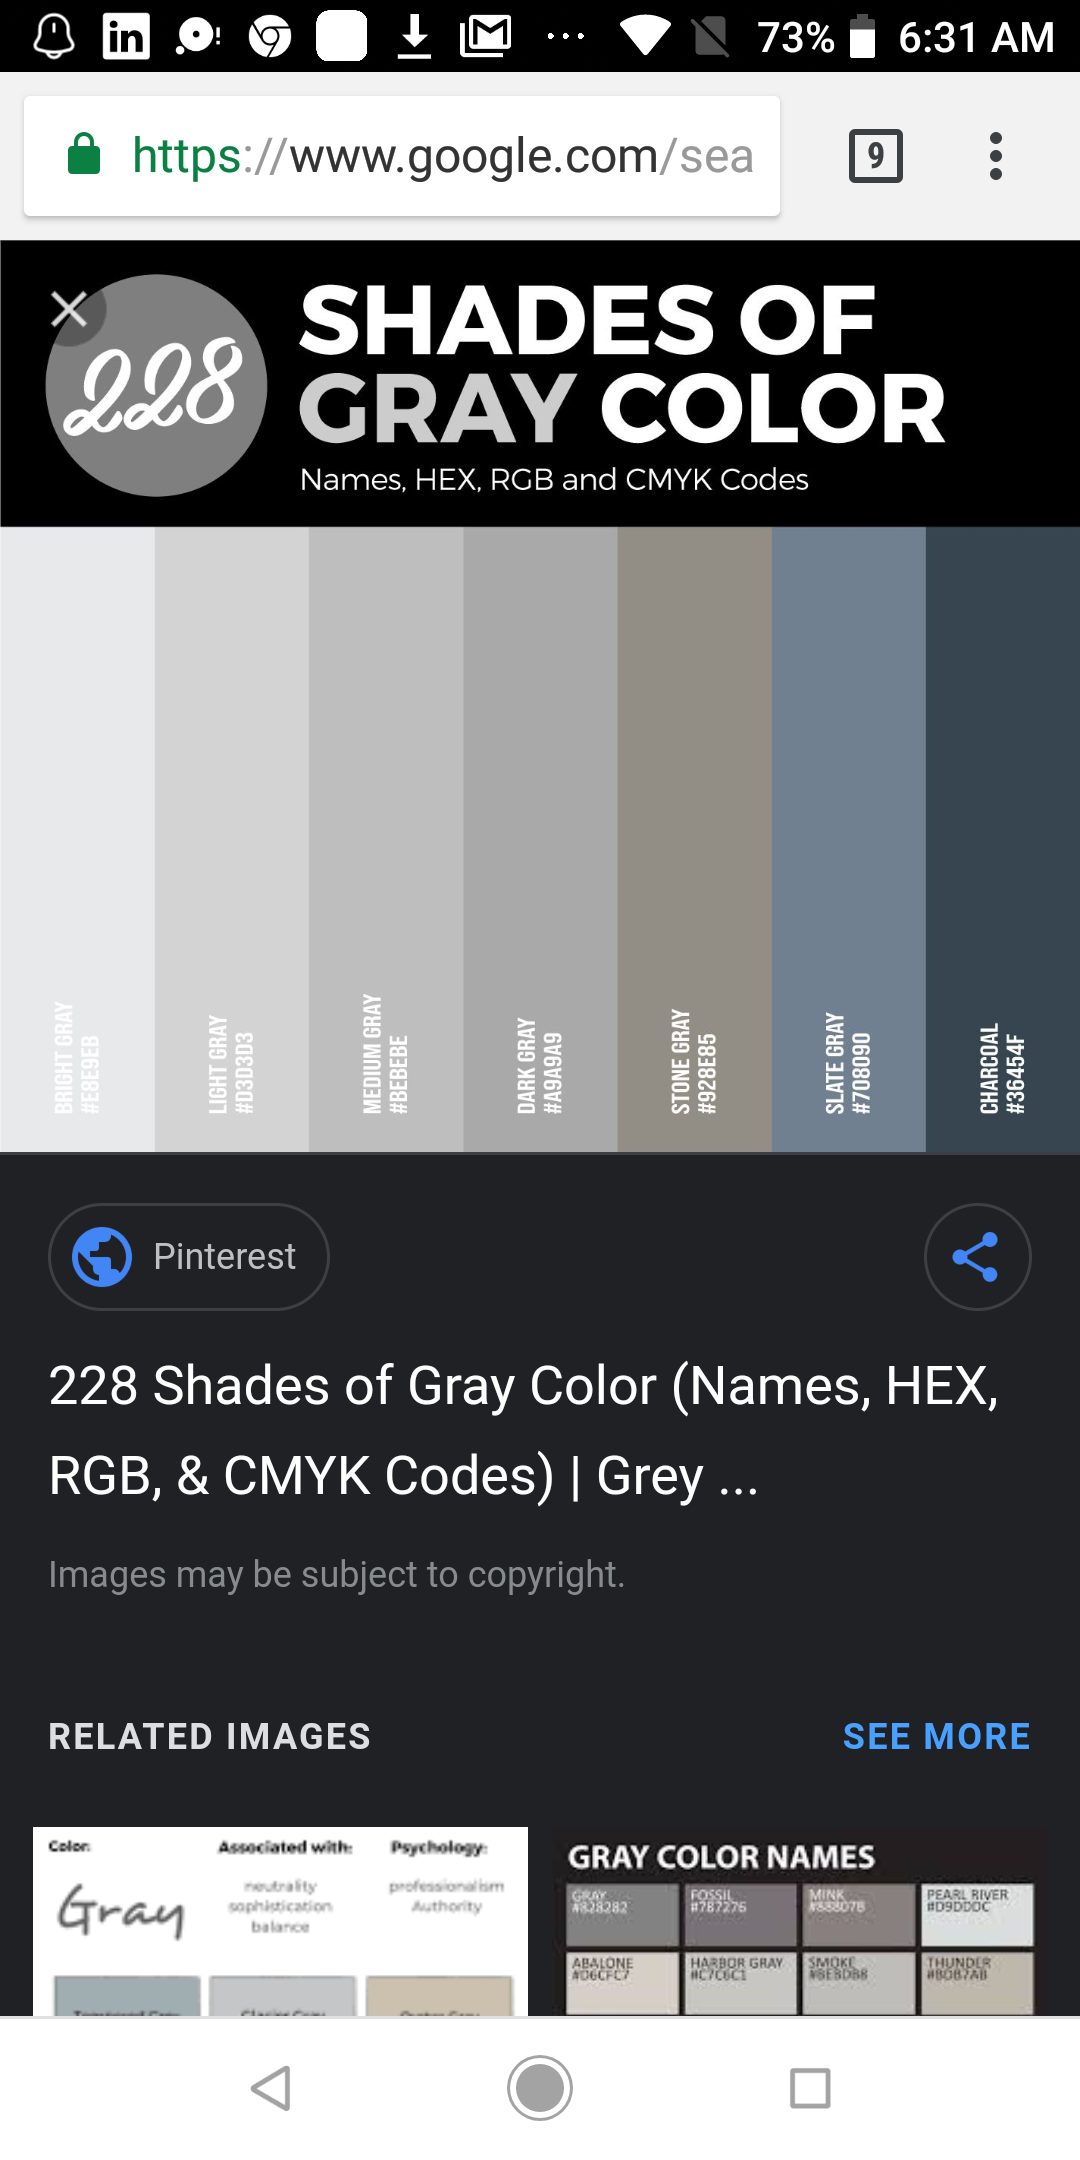 73% 6:31 AM
https://www.google.com/sea
9
228
SHADES OF
GRAY COLOR
Names, HEX, RGB and CMYK Codes
BRIGHT GRAY
#E8E9EB
LIGHT GRAY
#D3D3D3
MEDIUM GRAY
#BEBEBE
DARK GRAY
#A9A9A9
STONE GRAY
#928E85
SLATE GRAY
#708090
CHARCOAL
#36454F
Pinterest
228 Shades of Gray Color (Names, HEX,
RGB, & CMYK Codes) | Grey ...
Images may be subject to copyright.
RELATED IMAGES SEE MORE
Color: Associated with: Psychology:
Gray
neutrality
sophistication
balance
professionalism
Authority
GRAY COLOR NAMES
GRAY
#828282
FOSSIL
#787276
MINK
#88807B
PEARL RIVER
#D9DDDC
ABALONE
#D6CFC7
HARBOR GRAY
#C7C6C1
SMOKE
THUNDER
#BDB7AB